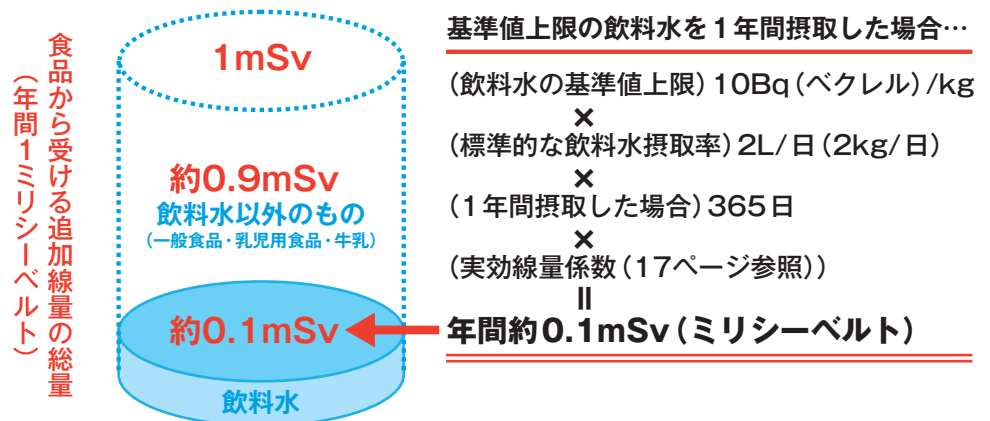 食品から受ける追加線量の総量
（年間１ミリシーベルト）
1mSv
約0.9mSv
飲料水以外のもの
（一般食品・乳児用食品・牛乳）
約0.1mSv
飲料水
基準値上限の飲料水を１年間摂取した場合…
（飲料水の基準値上限）10Bq（ベクレル）/kg
×
（標準的な飲料水摂取率）2L/日（2kg/日）
×
（１年間摂取した場合）365日
×
（実効線量係数（17ページ参照））
=
年間約0.1mSv（ミリシーベルト）